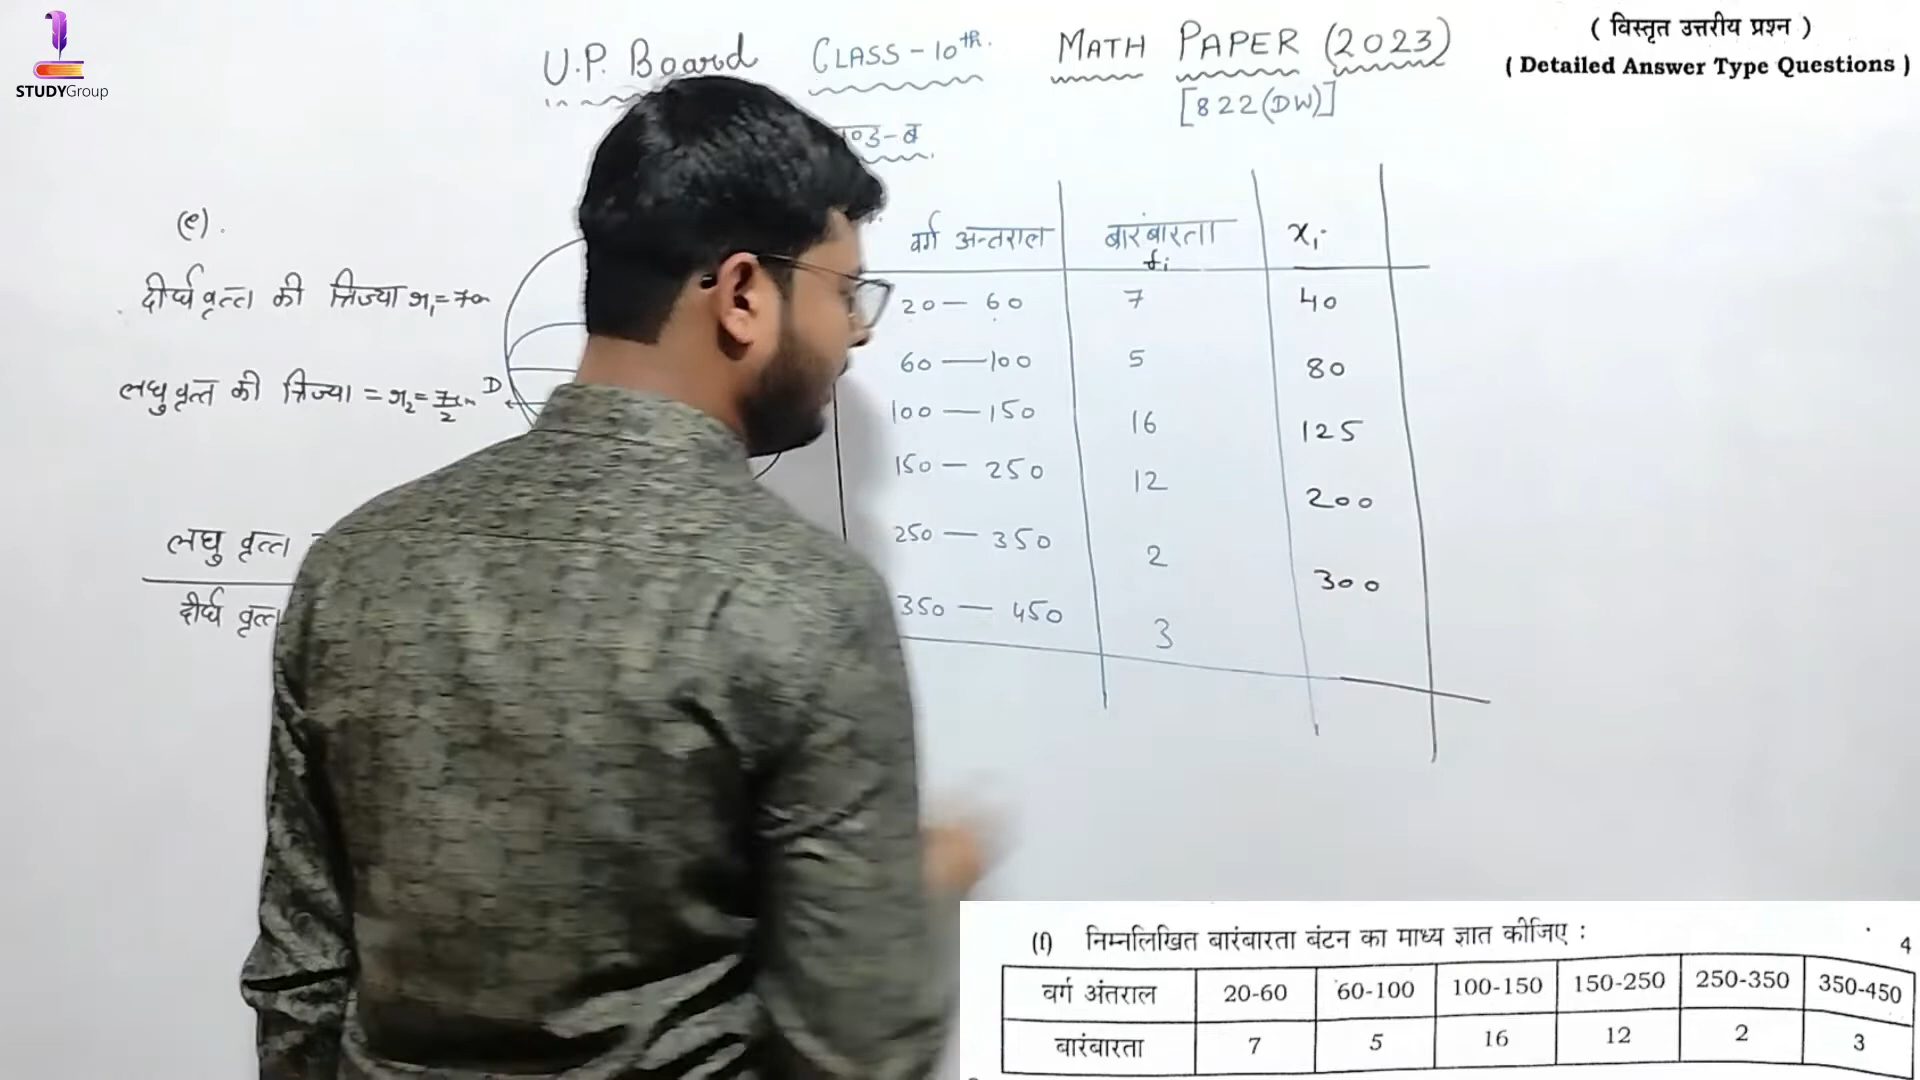 STUDYGroup
U.P. Board CLASS-10th. MATH PAPER (2023)
[822(DW)]
( विस्तृत उत्तरीय प्रश्न )
( Detailed Answer Type Questions )
(e).
दीर्घ वृत्त की त्रिज्या r₁ = 7cm
लघु वृत्त की त्रिज्या = r₂ = 7/2 cm
D
लघु वृत्त
दीर्घ वृत्त
वर्ग अन्तराल बारंबारता fi xi
20 — 60 7 40
60 — 100 5 80
100 — 150 16 125
150 — 250 12 200
250 — 350 2 300
350 — 450 3
(f) निम्नलिखित बारंबारता बंटन का माध्य ज्ञात कीजिए : 4
वर्ग अंतराल 20-60 60-100 100-150 150-250 250-350 350-450
बारंबारता 7 5 16 12 2 3